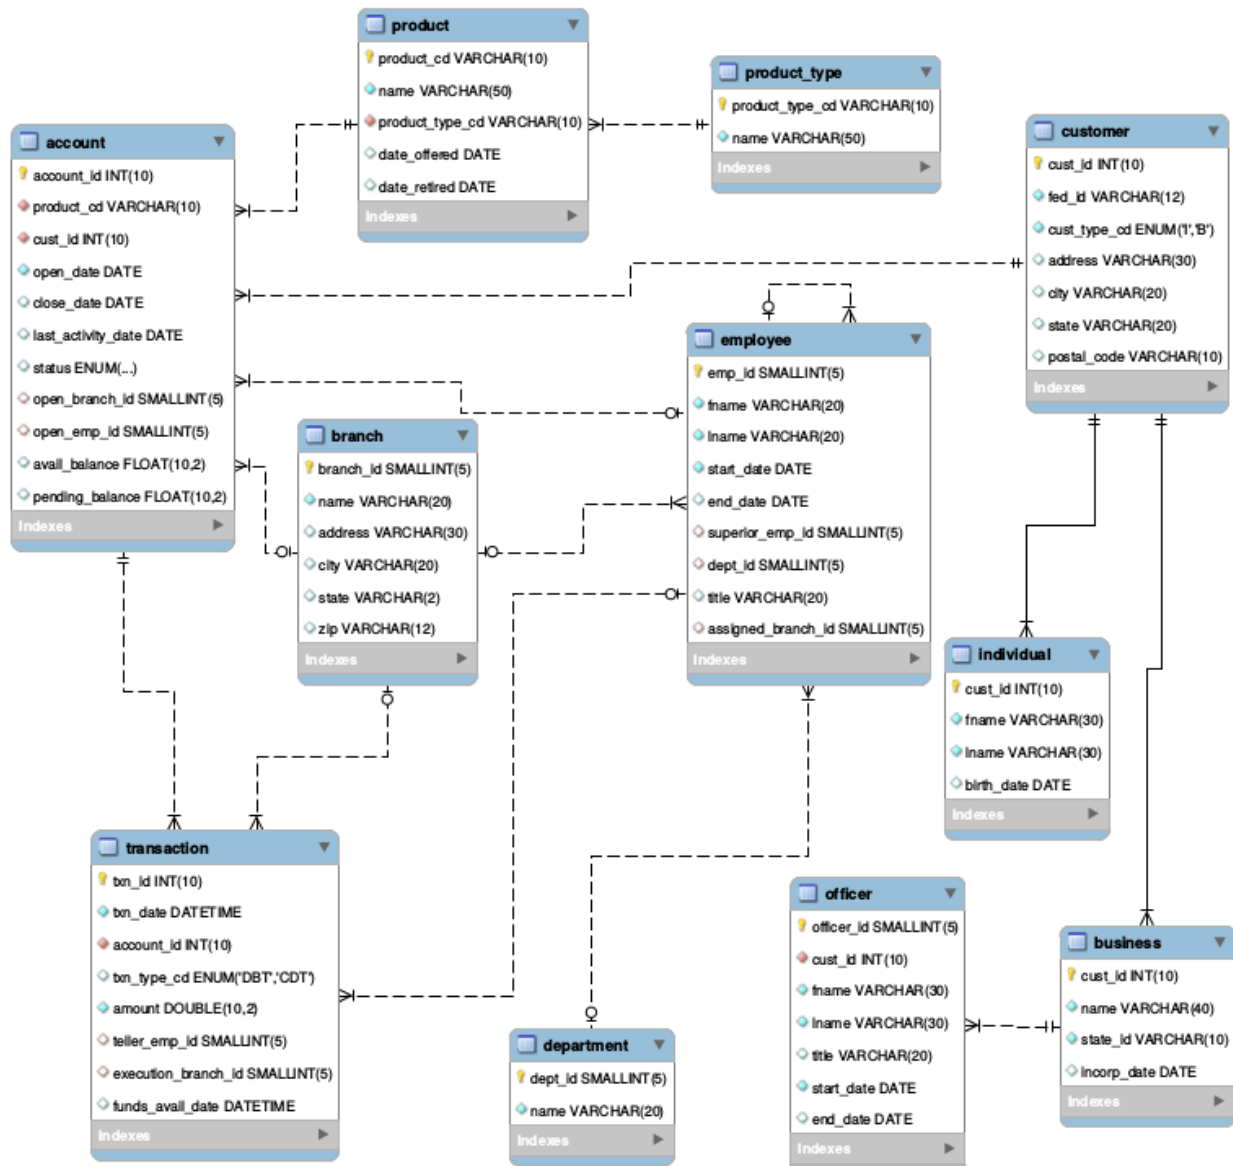 product
product_cd VARCHAR(10)
name VARCHAR(50)
product_type_cd VARCHAR(10)
date_offered DATE
date_retired DATE
Indexes
product_type
product_type_cd VARCHAR(10)
name VARCHAR(50)
Indexes
account
account_id INT(10)
product_cd VARCHAR(10)
cust_id INT(10)
open_date DATE
close_date DATE
last_activity_date DATE
status ENUM(...)
open_branch_id SMALLINT(5)
open_emp_id SMALLINT(5)
avail_balance FLOAT(10,2)
pending_balance FLOAT(10,2)
Indexes
customer
cust_id INT(10)
fed_id VARCHAR(12)
cust_type_cd ENUM('I','B')
address VARCHAR(30)
city VARCHAR(20)
state VARCHAR(20)
postal_code VARCHAR(10)
Indexes
employee
emp_id SMALLINT(5)
fname VARCHAR(20)
lname VARCHAR(20)
start_date DATE
end_date DATE
superior_emp_id SMALLINT(5)
dept_id SMALLINT(5)
title VARCHAR(20)
assigned_branch_id SMALLINT(5)
Indexes
branch
branch_id SMALLINT(5)
name VARCHAR(20)
address VARCHAR(30)
city VARCHAR(20)
state VARCHAR(2)
zip VARCHAR(12)
Indexes
individual
cust_id INT(10)
fname VARCHAR(30)
lname VARCHAR(30)
birth_date DATE
Indexes
transaction
txn_id INT(10)
txn_date DATETIME
account_id INT(10)
txn_type_cd ENUM('DBT','CDT')
amount DOUBLE(10,2)
teller_emp_id SMALLINT(5)
execution_branch_id SMALLINT(5)
funds_avail_date DATETIME
Indexes
officer
officer_id SMALLINT(5)
cust_id INT(10)
fname VARCHAR(30)
lname VARCHAR(30)
title VARCHAR(20)
start_date DATE
end_date DATE
Indexes
business
cust_id INT(10)
name VARCHAR(40)
state_id VARCHAR(10)
incorp_date DATE
Indexes
department
dept_id SMALLINT(5)
name VARCHAR(20)
Indexes